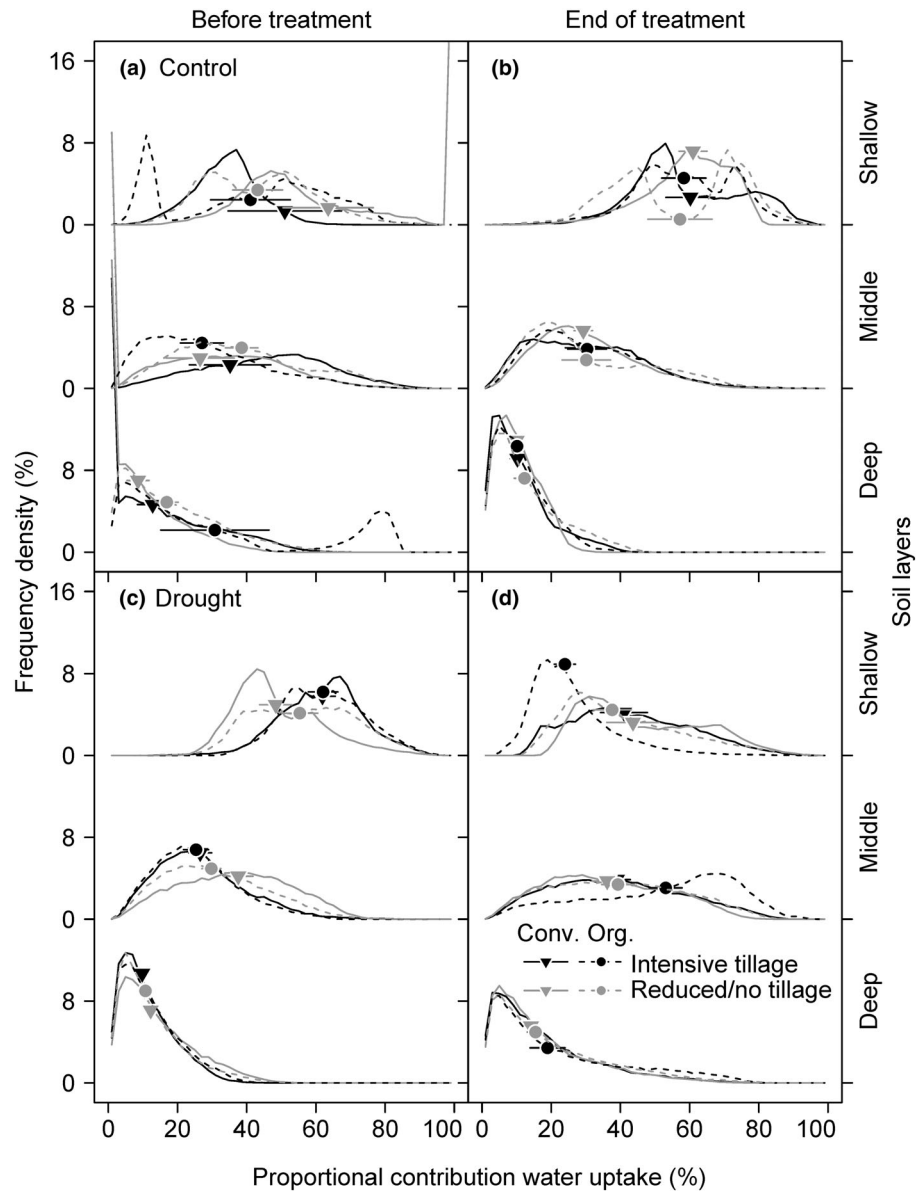 Before treatment
End of treatment
(a) Control
(b)
16
8
0
8
0
8
0
Shallow
Middle
Deep
(c) Drought
(d)
16
8
0
8
0
8
0
Shallow
Middle
Deep
Conv. Org.
Intensive tillage
Reduced/no tillage
Frequency density (%)
Soil layers
0 20 40 60 80 100
0 20 40 60 80 100
Proportional contribution water uptake (%)